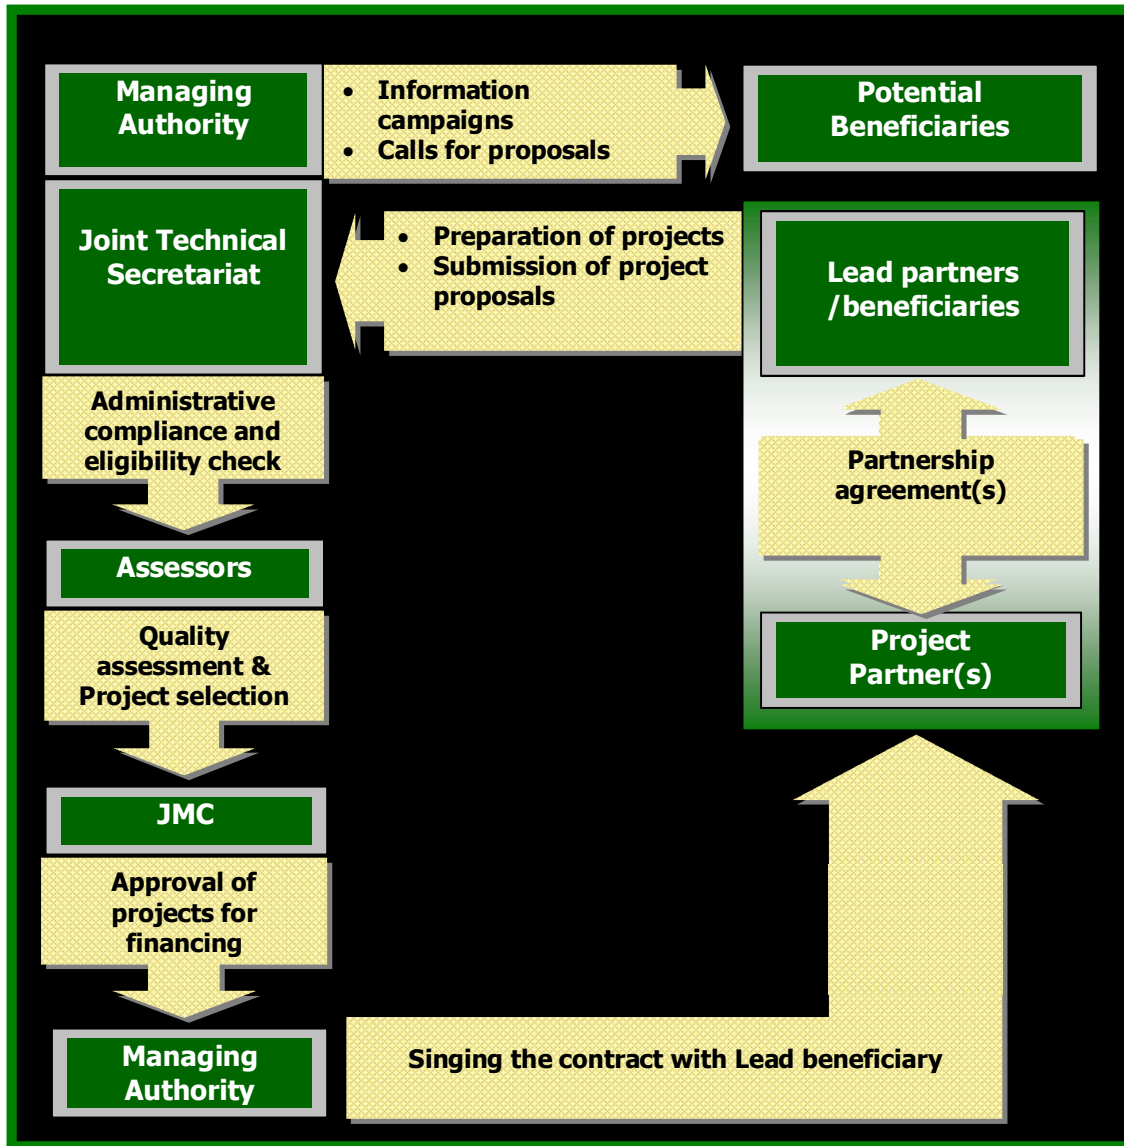 Managing
Authority
• Information
campaigns
• Calls for proposals
Potential
Beneficiaries
Joint Technical
Secretariat
• Preparation of projects
• Submission of project
proposals
Lead partners
/beneficiaries
Administrative
compliance and
eligibility check
Partnership
agreement(s)
Assessors
Quality
assessment &
Project selection
Project
Partner(s)
JMC
Approval of
projects for
financing
Managing
Authority
Singing the contract with Lead beneficiary